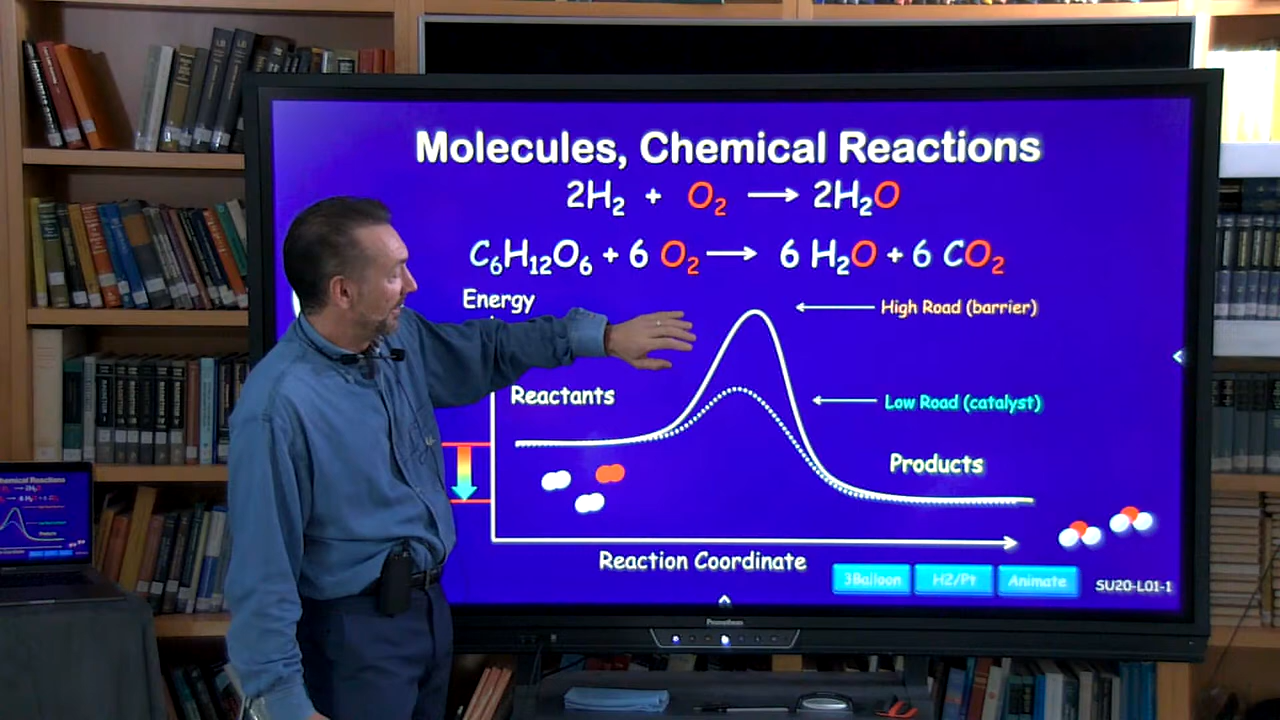 Molecules, Chemical Reactions
2H₂ + O₂ → 2H₂O
C₆H₁₂O₆ + 6 O₂ → 6 H₂O + 6 CO₂
Energy
High Road (barrier)
Reactants
Low Road (catalyst)
Products
Reaction Coordinate
3Balloon
H2/Pt
Animate
SU20-L01-1
Promethean